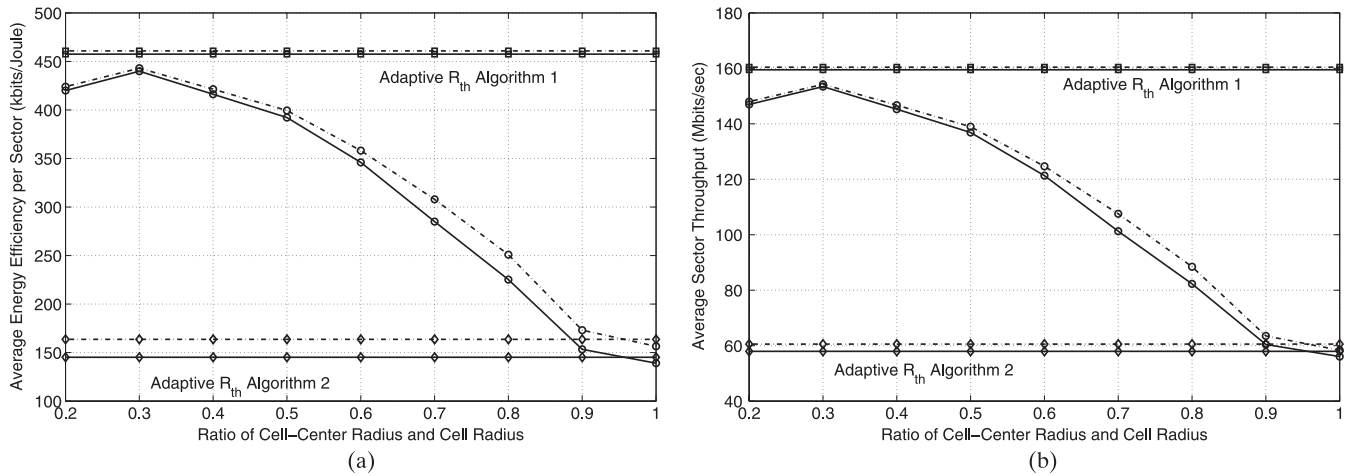 Average Energy Efficiency per Sector (kbits/Joule)
500
450
400
350
300
250
200
150
100
Adaptive Rth Algorithm 1
Adaptive Rth Algorithm 2
0.2 0.3 0.4 0.5 0.6 0.7 0.8 0.9 1
Ratio of Cell−Center Radius and Cell Radius
(a)
Average Sector Throughput (Mbits/sec)
180
160
140
120
100
80
60
40
Adaptive Rth Algorithm 1
Adaptive Rth Algorithm 2
0.2 0.3 0.4 0.5 0.6 0.7 0.8 0.9 1
Ratio of Cell−Center Radius and Cell Radius
(b)